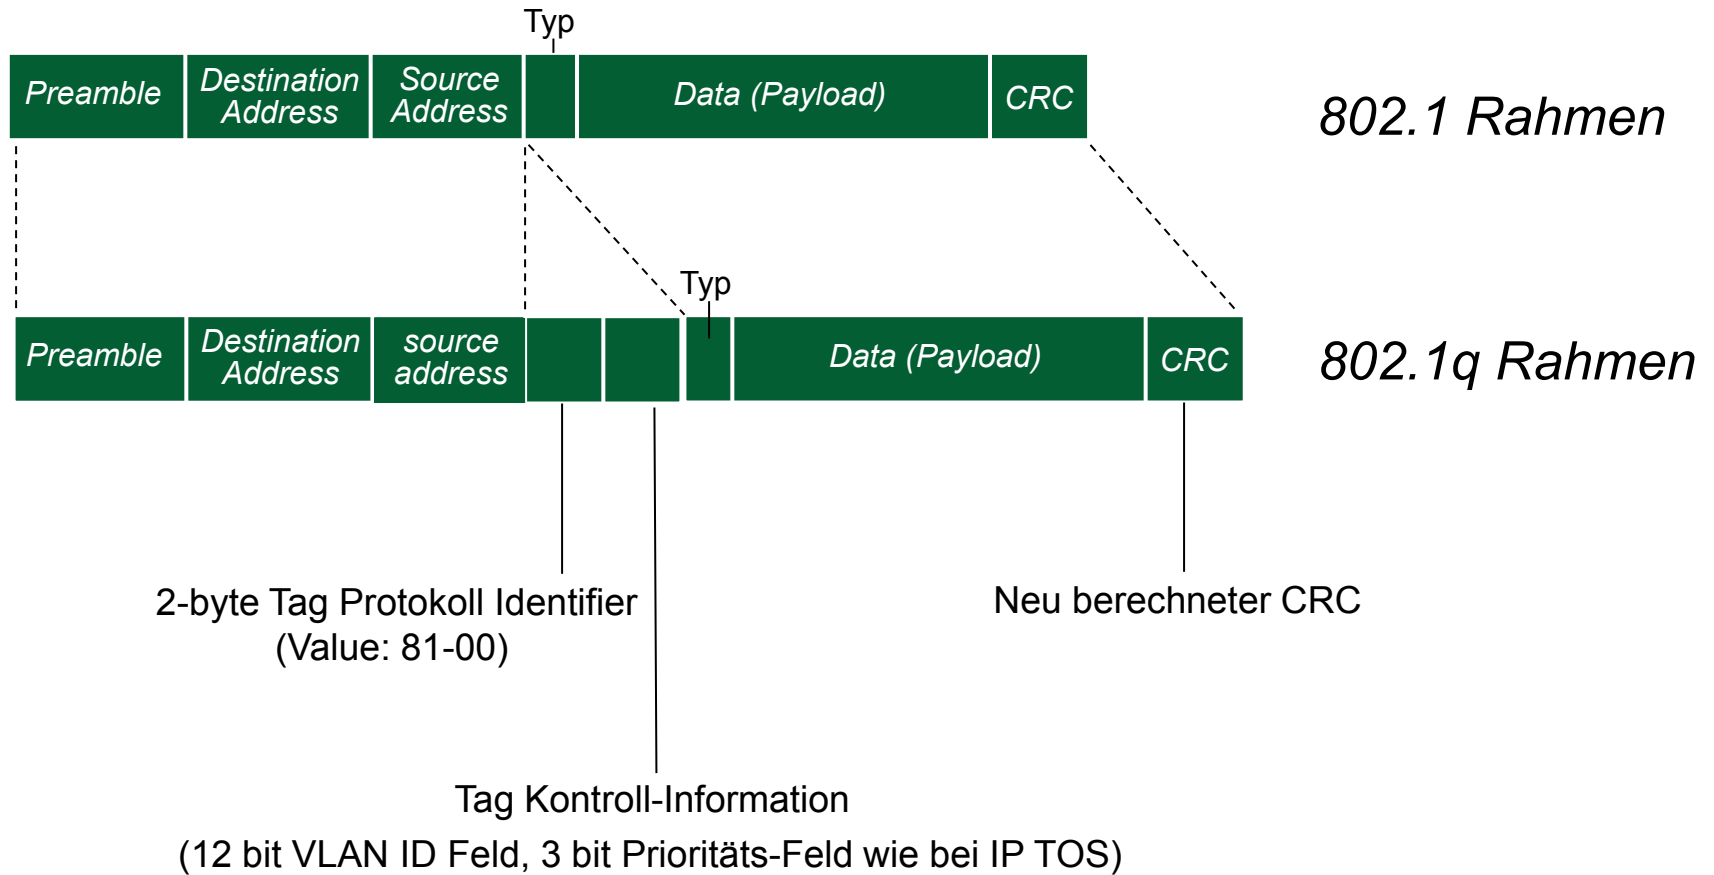 Typ
Preamble
Destination
Address
Source
Address
Data (Payload)
CRC
802.1 Rahmen
Typ
Preamble
Destination
Address
source
address
Data (Payload)
CRC
802.1q Rahmen
2-byte Tag Protokoll Identifier
(Value: 81-00)
Neu berechneter CRC
Tag Kontroll-Information
(12 bit VLAN ID Feld, 3 bit Prioritäts-Feld wie bei IP TOS)